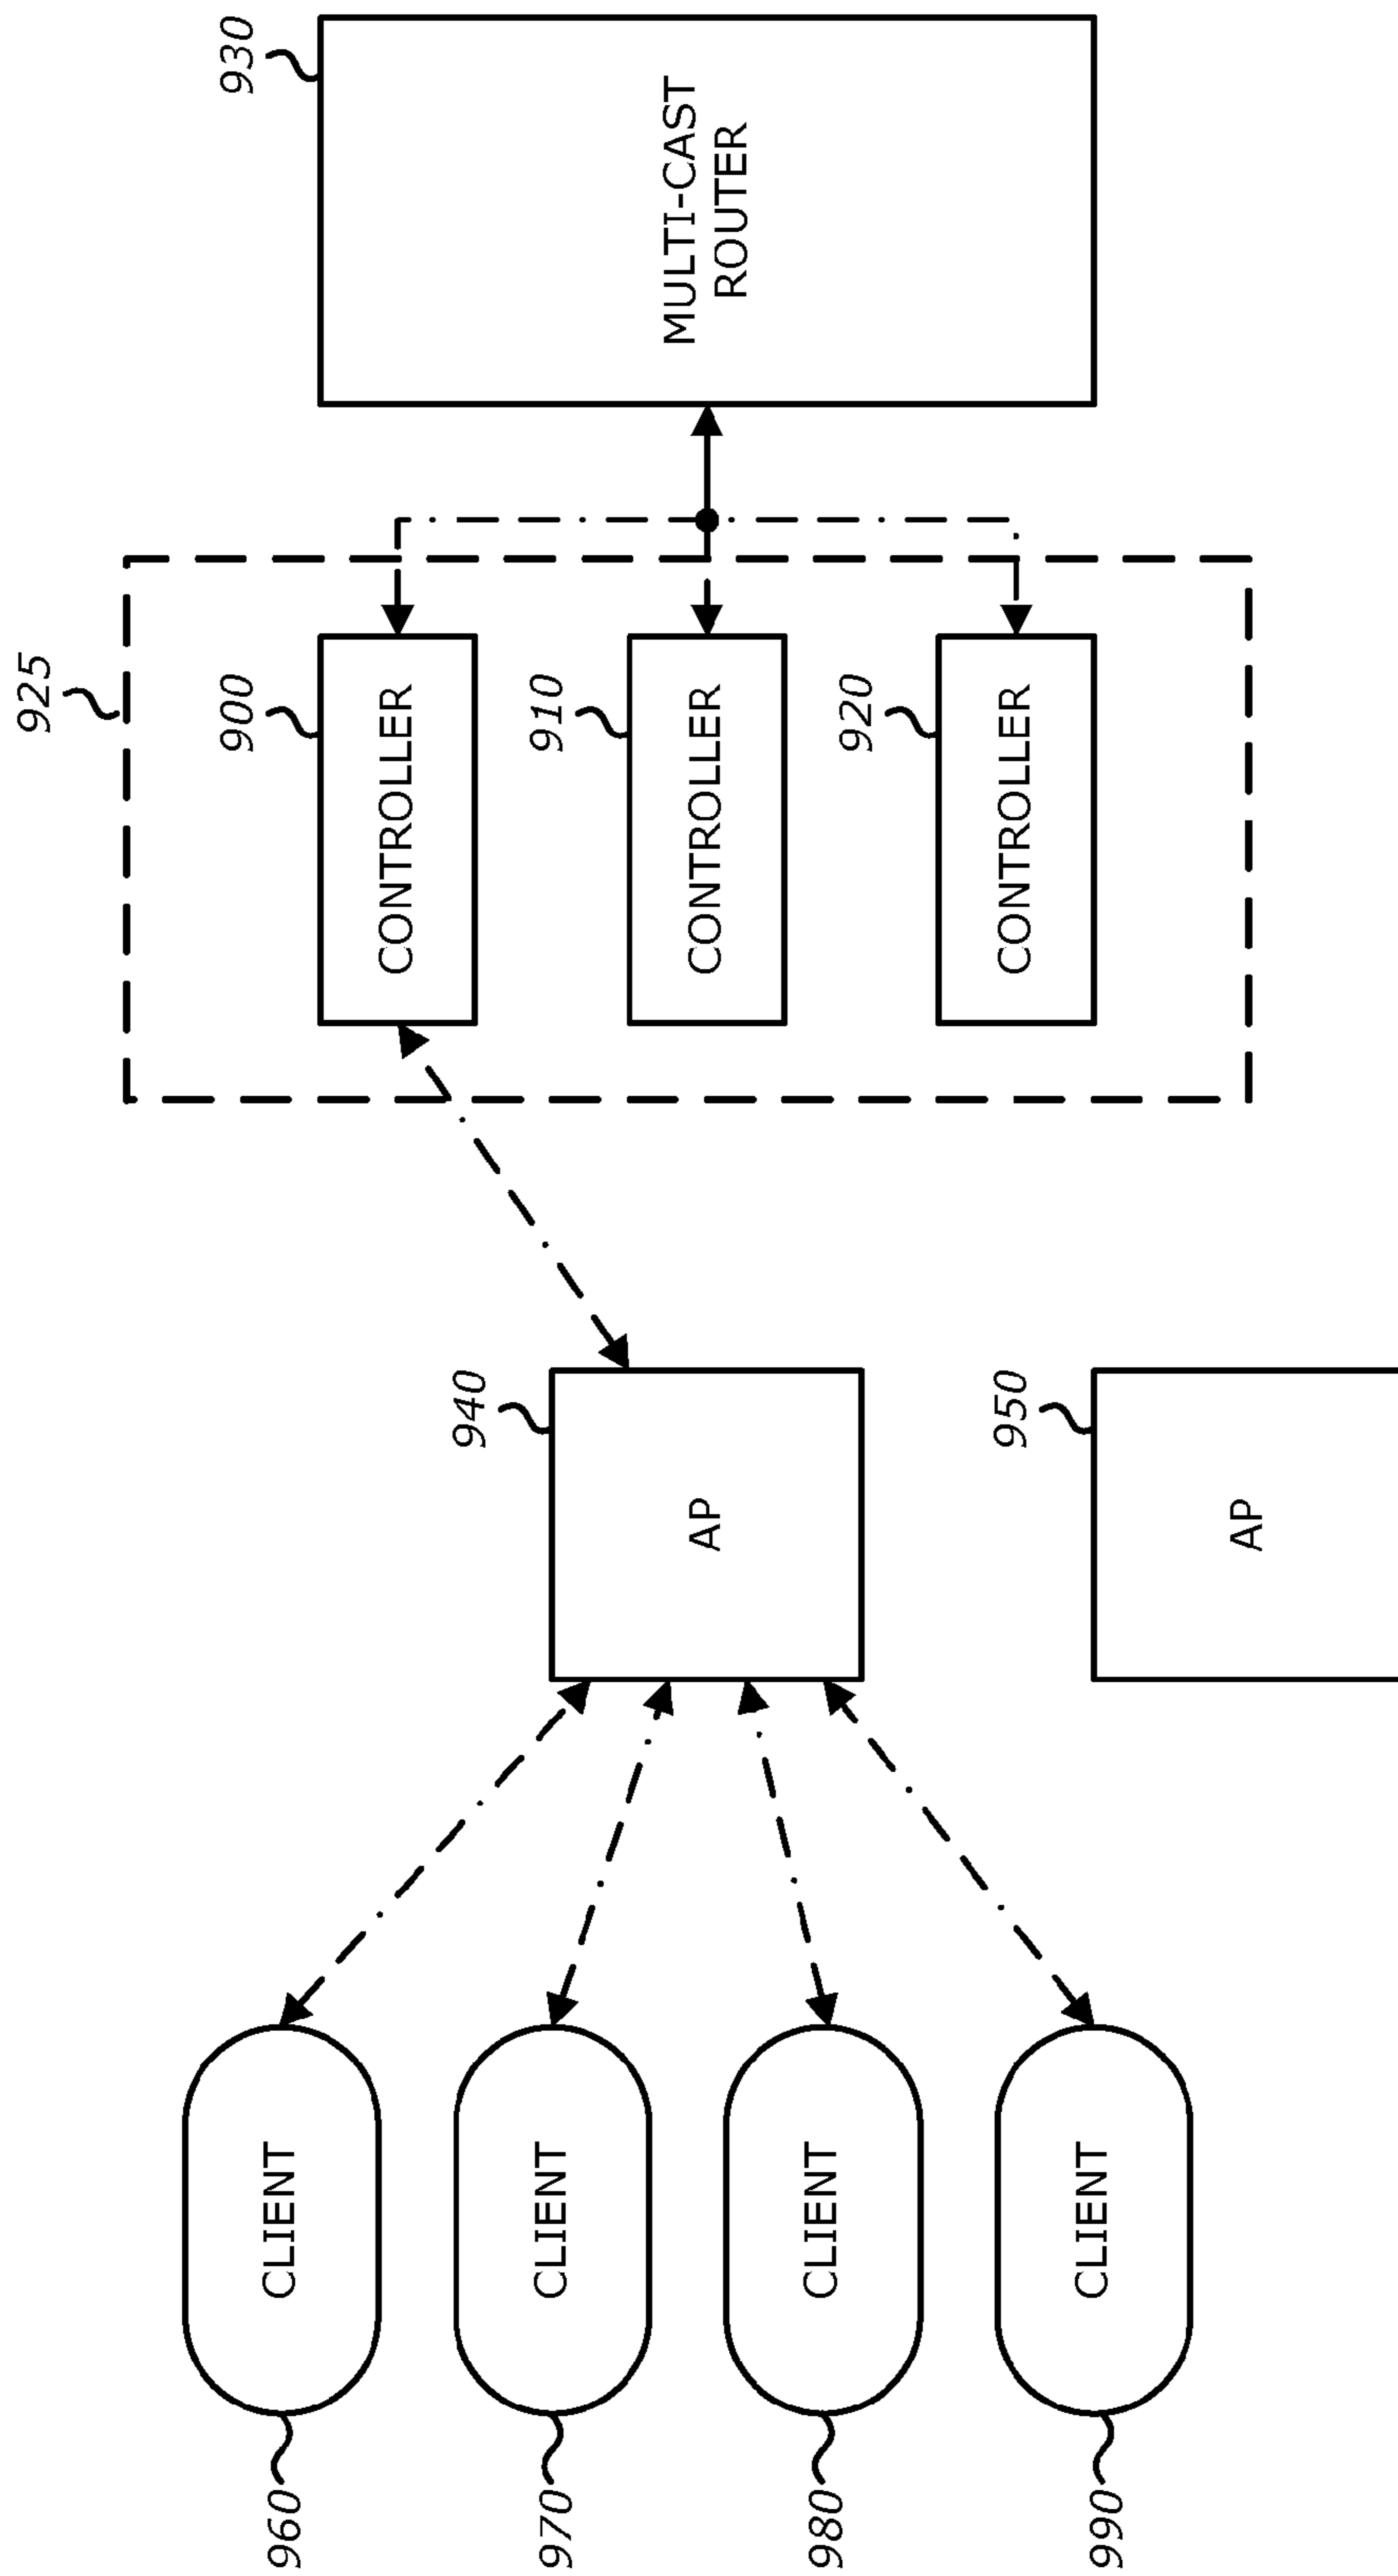 960
CLIENT
970
CLIENT
980
CLIENT
990
CLIENT
940
AP
950
AP
925
900
CONTROLLER
910
CONTROLLER
920
CONTROLLER
930
MULTI-CAST
ROUTER